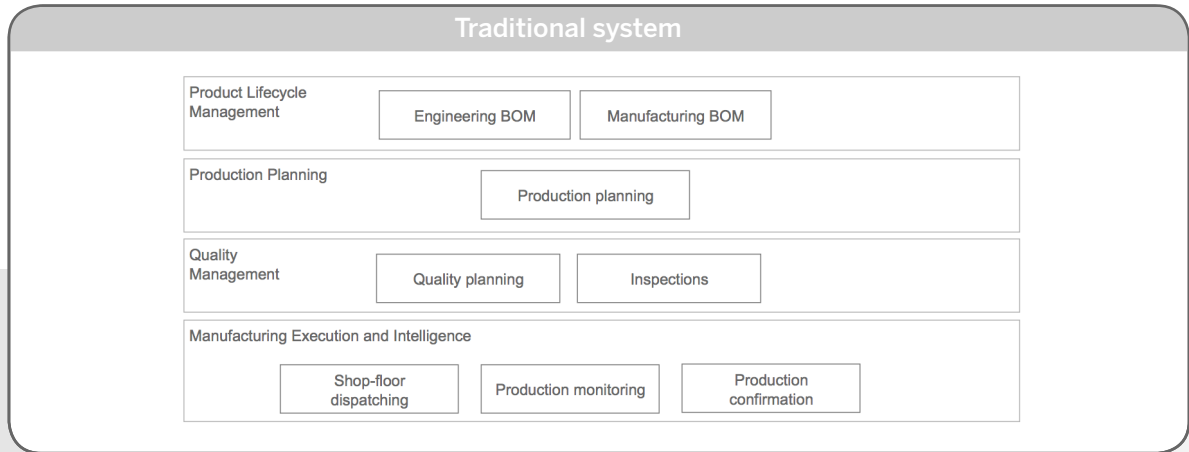 Traditional system
Product Lifecycle
Management
Engineering BOM
Manufacturing BOM
Production Planning
Production planning
Quality
Management
Quality planning
Inspections
Manufacturing Execution and Intelligence
Shop-floor
dispatching
Production monitoring
Production
confirmation